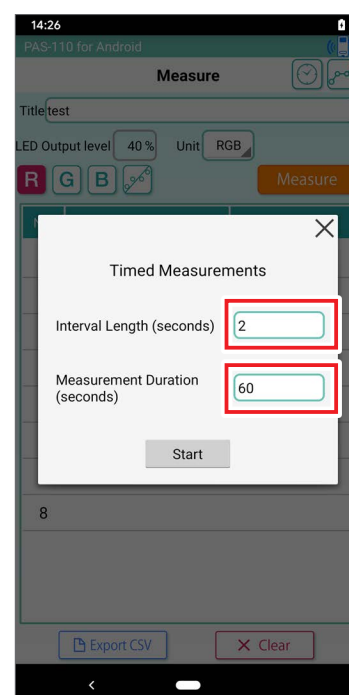 14:26
PAS-110 for Android
Measure
Title test
LED Output level 40 % Unit RGB
R G B Measure
Timed Measurements
Interval Length (seconds) 2
Measurement Duration
(seconds) 60
Start
8
Export CSV Clear